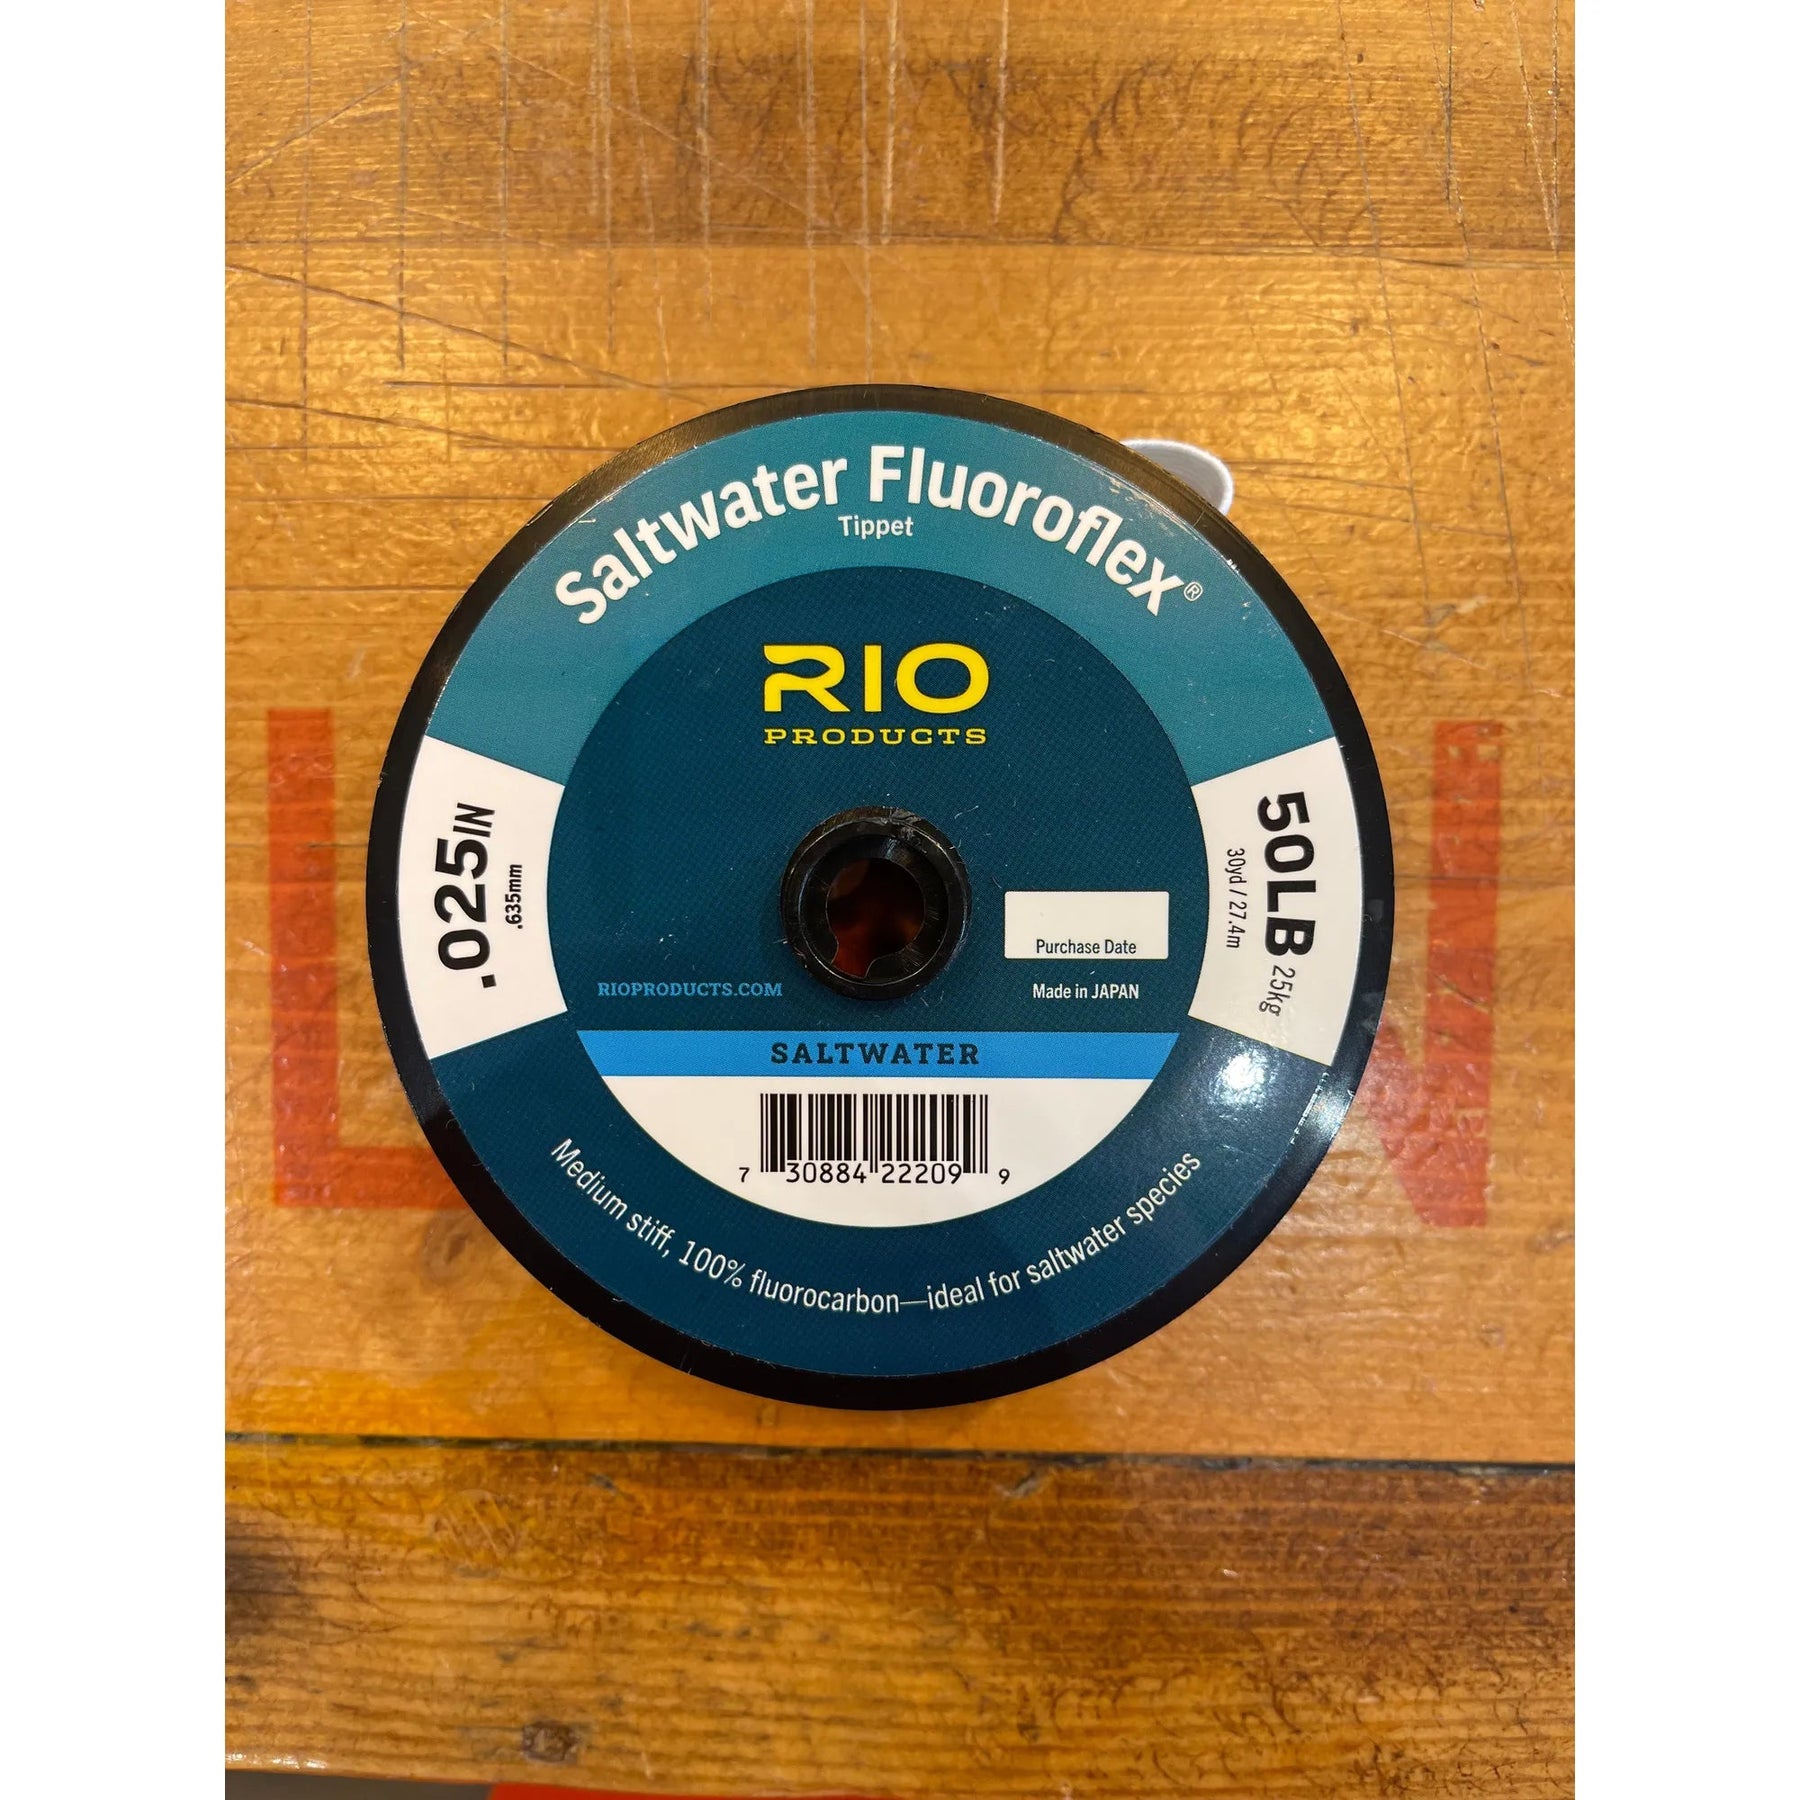 Saltwater Fluoroflex®
Tippet
RIO
PRODUCTS
.025IN
.635mm
50LB 25kg
30yd / 27.4m
Purchase Date
RIOPRODUCTS.COM
Made in JAPAN
SALTWATER
7 30884 22209 9
Medium stiff, 100% fluorocarbon—ideal for saltwater species